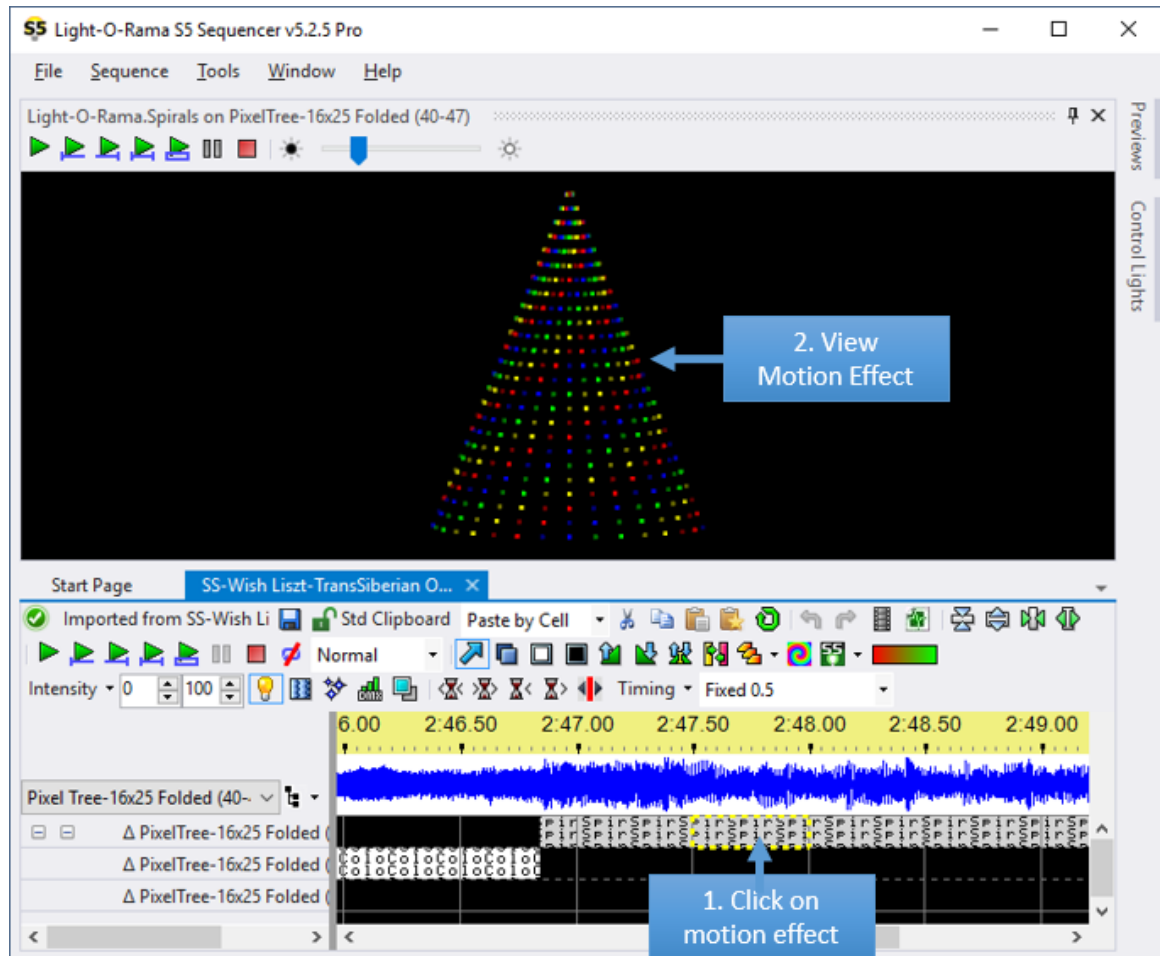 S5 Light-O-Rama S5 Sequencer v5.2.5 Pro
File Sequence Tools Window Help
Light-O-Rama.Spirals on PixelTree-16x25 Folded (40-47)
Previews
Control Lights
2. View
Motion Effect
Start Page SS-Wish Liszt-TransSiberian O...
Imported from SS-Wish Li Std Clipboard Paste by Cell
Normal
Intensity 0 100 Timing Fixed 0.5
6.00 2:46.50 2:47.00 2:47.50 2:48.00 2:48.50 2:49.00
Pixel Tree-16x25 Folded (40-
Δ PixelTree-16x25 Folded (
Δ PixelTree-16x25 Folded (
Δ PixelTree-16x25 Folded (
1. Click on
motion effect